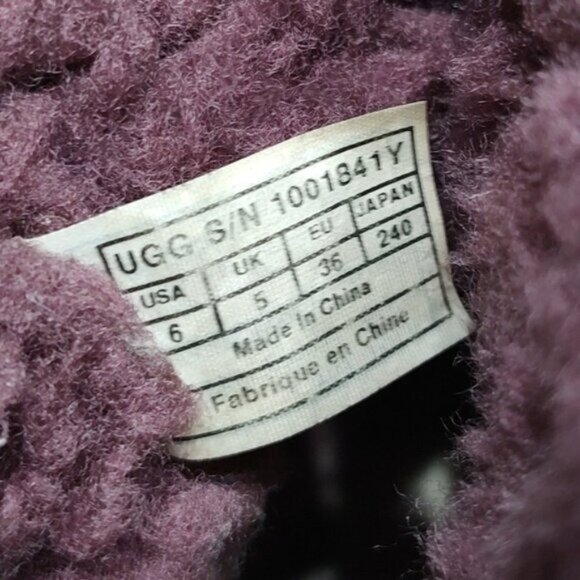 UGG S/N 1001841Y
USA UK EU JAPAN
6 5 36 240
Made In China
Fabrique en Chine